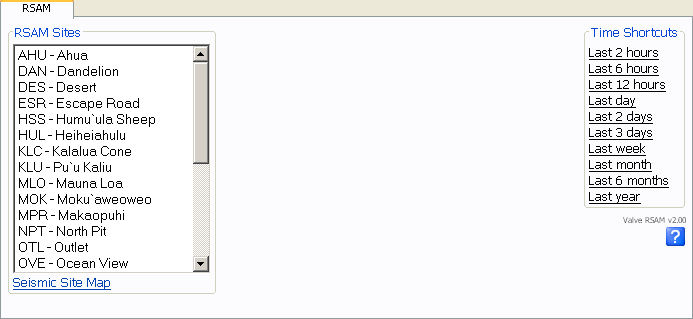 RSAM
RSAM Sites
AHU - Ahua
DAN - Dandelion
DES - Desert
ESR - Escape Road
HSS - Humu`ula Sheep
HUL - Heiheiahulu
KLC - Kalalua Cone
KLU - Pu`u Kaliu
MLO - Mauna Loa
MOK - Moku`aweoweo
MPR - Makaopuhi
NPT - North Pit
OTL - Outlet
OVE - Ocean View
Seismic Site Map
Time Shortcuts
Last 2 hours
Last 6 hours
Last 12 hours
Last day
Last 2 days
Last 3 days
Last week
Last month
Last 6 months
Last year
Valve RSAM v2.00
?